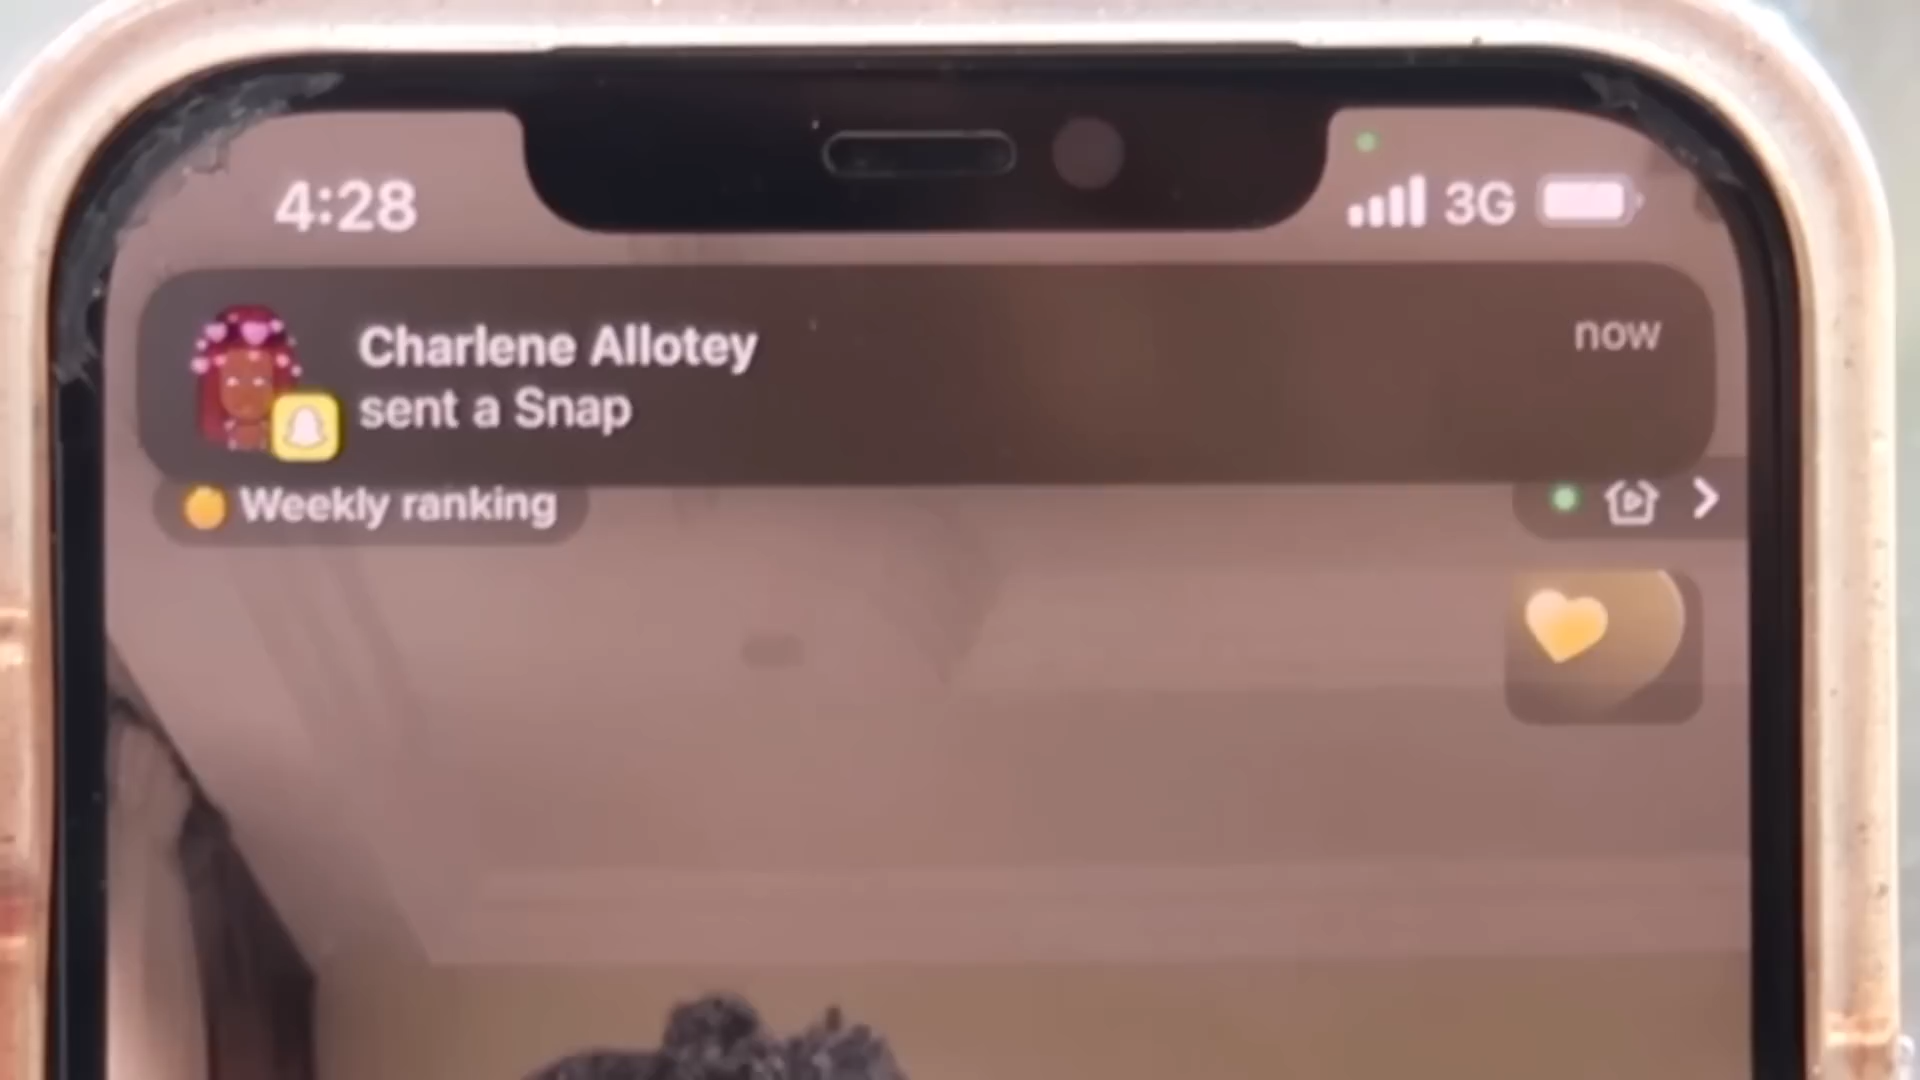 4:28
3G
Charlene Allotey
now
sent a Snap
Weekly ranking